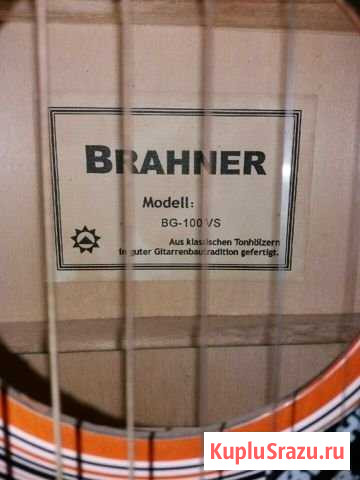 BRAHNER
Modell:
BG-100 VS
Aus klassischen Tonhölzern
in guter Gitarrenbautradition gefertigt.
KupluSrazu.ru